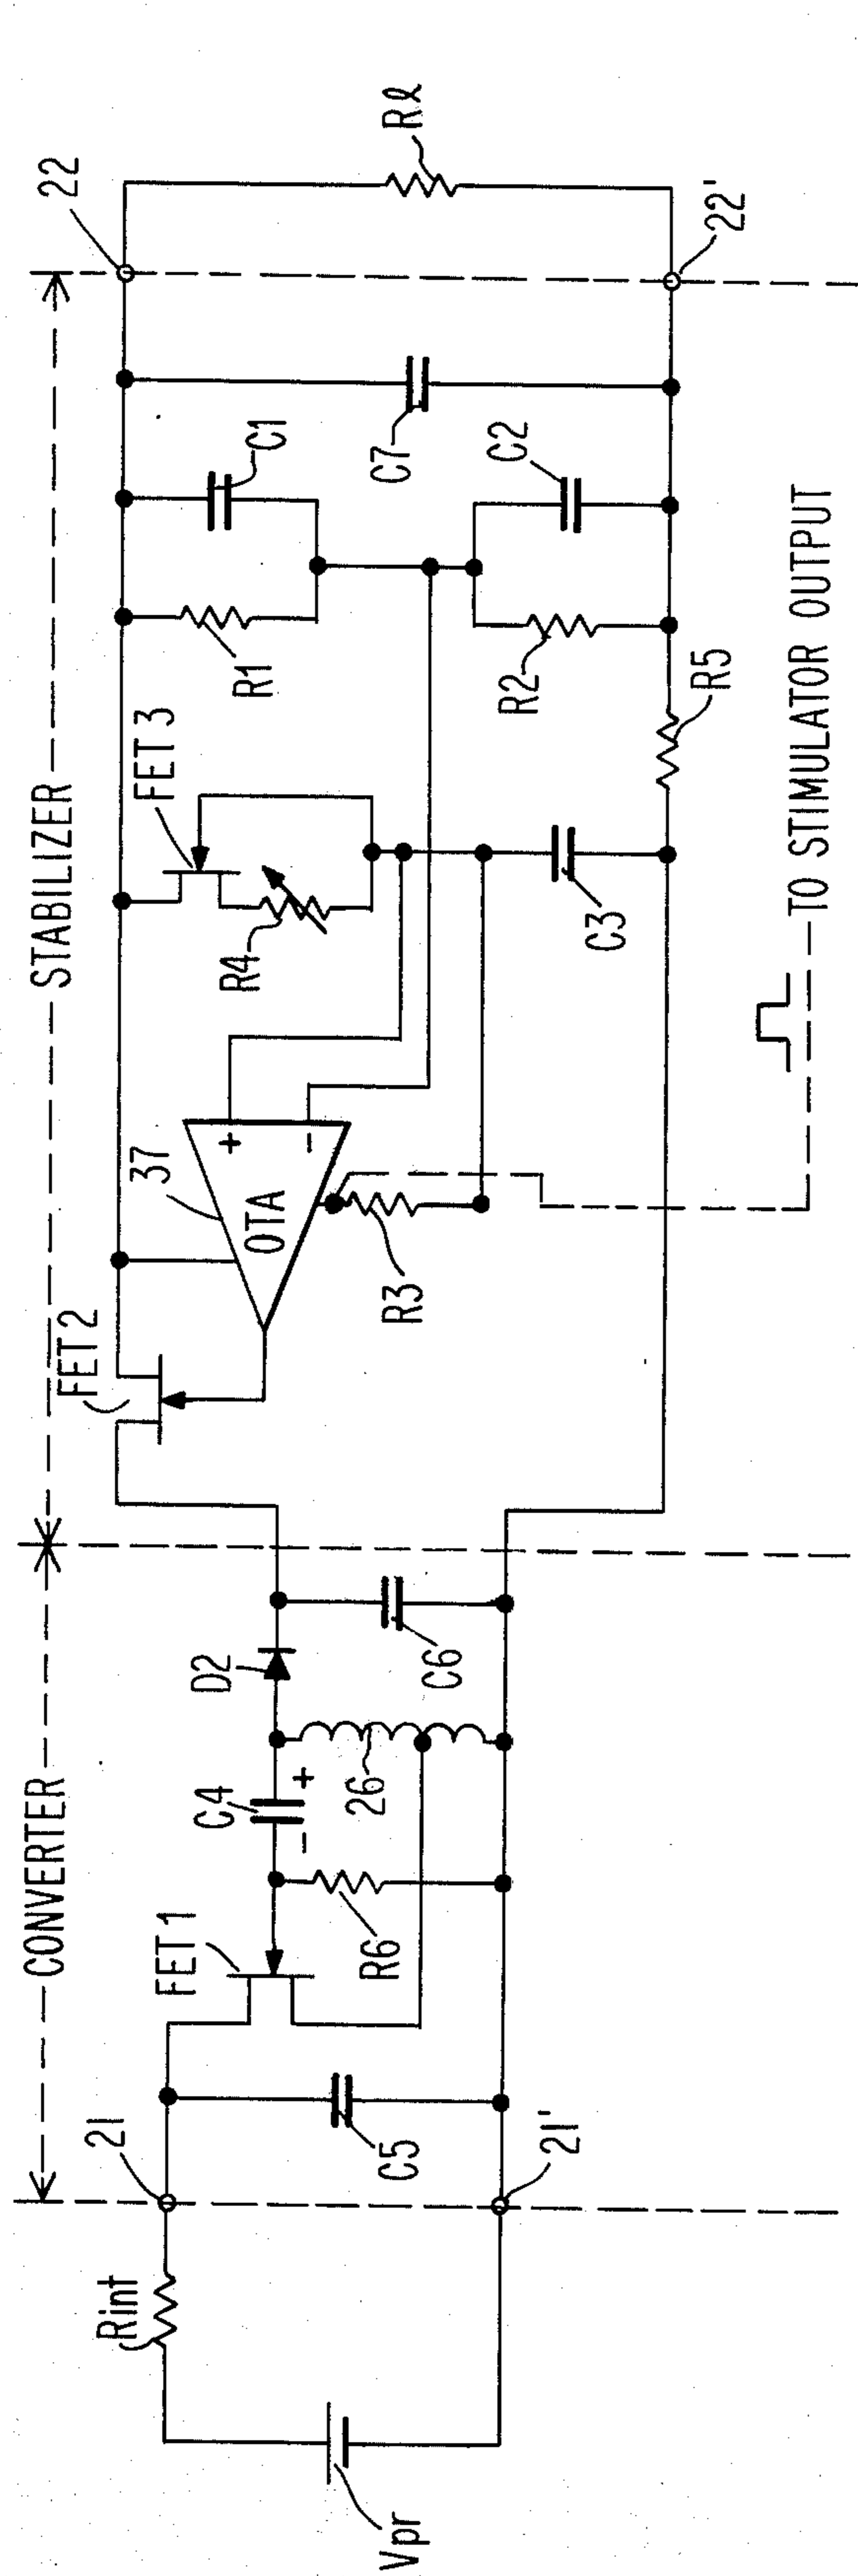 CONVERTER
STABILIZER
Vpr
Rint
21
21'
C5
FET 1
R6
C4
+
-
26
D2
C6
FET 2
37
OTA
+
-
R3
R4
FET 3
C3
R1
C1
R2
C2
R5
C7
22
22'
Rℓ
TO STIMULATOR OUTPUT